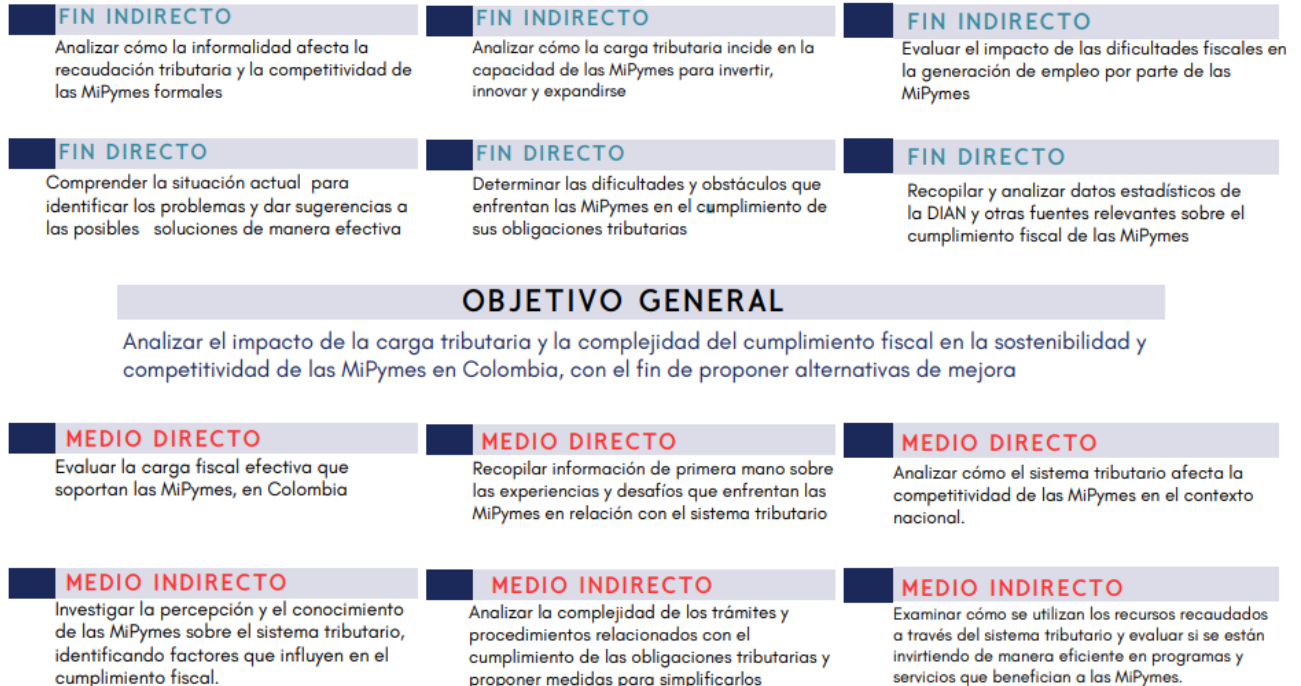 FIN INDIRECTO
Analizar cómo la informalidad afecta la
recaudación tributaria y la competitividad de
las MiPymes formales
FIN INDIRECTO
Analizar cómo la carga tributaria incide en la
capacidad de las MiPymes para invertir,
innovar y expandirse
FIN INDIRECTO
Evaluar el impacto de las dificultades fiscales en
la generación de empleo por parte de las
MiPymes
FIN DIRECTO
Comprender la situación actual para
identificar los problemas y dar sugerencias a
las posibles soluciones de manera efectiva
FIN DIRECTO
Determinar las dificultades y obstáculos que
enfrentan las MiPymes en el cumplimiento de
sus obligaciones tributarias
FIN DIRECTO
Recopilar y analizar datos estadísticos de
la DIAN y otras fuentes relevantes sobre el
cumplimiento fiscal de las MiPymes
OBJETIVO GENERAL
Analizar el impacto de la carga tributaria y la complejidad del cumplimiento fiscal en la sostenibilidad y
competitividad de las MiPymes en Colombia, con el fin de proponer alternativas de mejora
MEDIO DIRECTO
Evaluar la carga fiscal efectiva que
soportan las MiPymes, en Colombia
MEDIO DIRECTO
Recopilar información de primera mano sobre
las experiencias y desafíos que enfrentan las
MiPymes en relación con el sistema tributario
MEDIO DIRECTO
Analizar cómo el sistema tributario afecta la
competitividad de las MiPymes en el contexto
nacional.
MEDIO INDIRECTO
Investigar la percepción y el conocimiento
de las MiPymes sobre el sistema tributario,
identificando factores que influyen en el
cumplimiento fiscal.
MEDIO INDIRECTO
Analizar la complejidad de los trámites y
procedimientos relacionados con el
cumplimiento de las obligaciones tributarias y
proponer medidas para simplificarlos
MEDIO INDIRECTO
Examinar cómo se utilizan los recursos recaudados
a través del sistema tributario y evaluar si se están
invirtiendo de manera eficiente en programas y
servicios que benefician a las MiPymes.